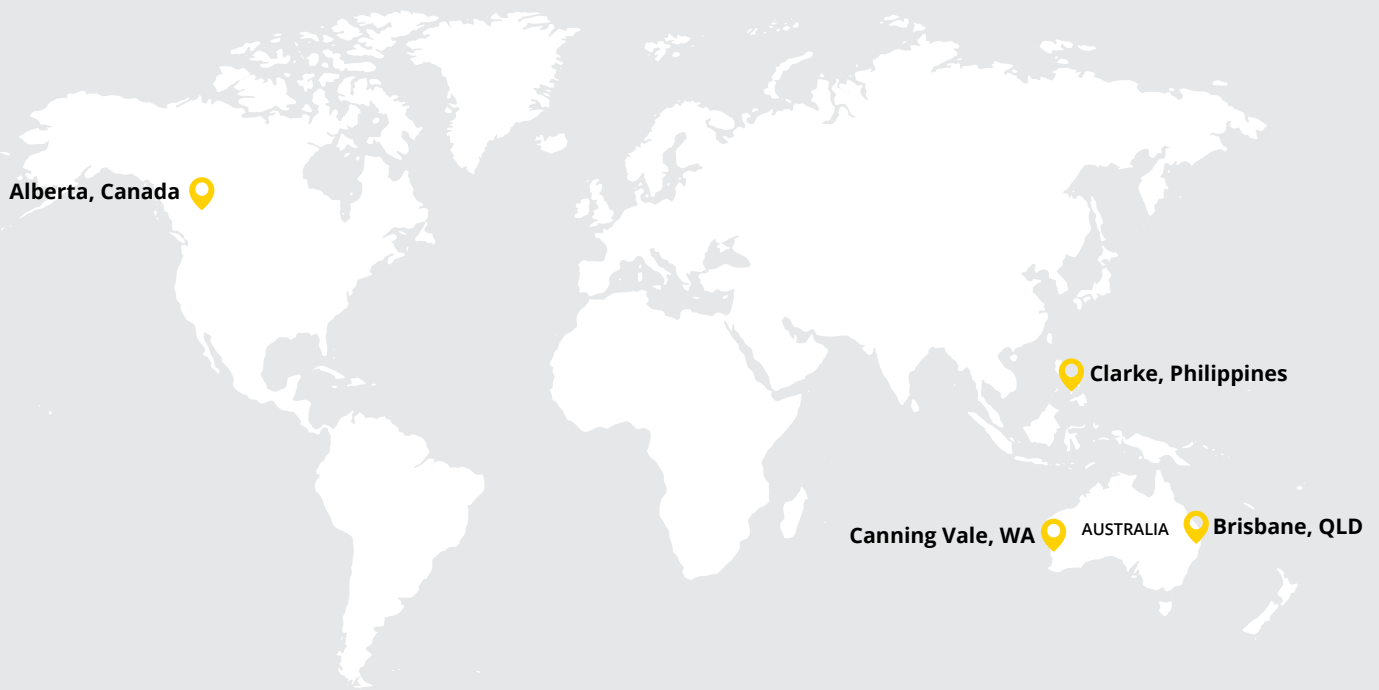 Alberta, Canada
Clarke, Philippines
Canning Vale, WA
AUSTRALIA
Brisbane, QLD